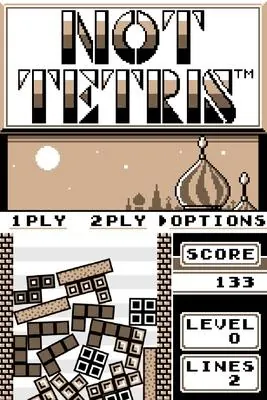 NOT
TETRIS™
1PLY 2PLY ▶OPTIONS
SCORE
133
LEVEL
0
LINES
2